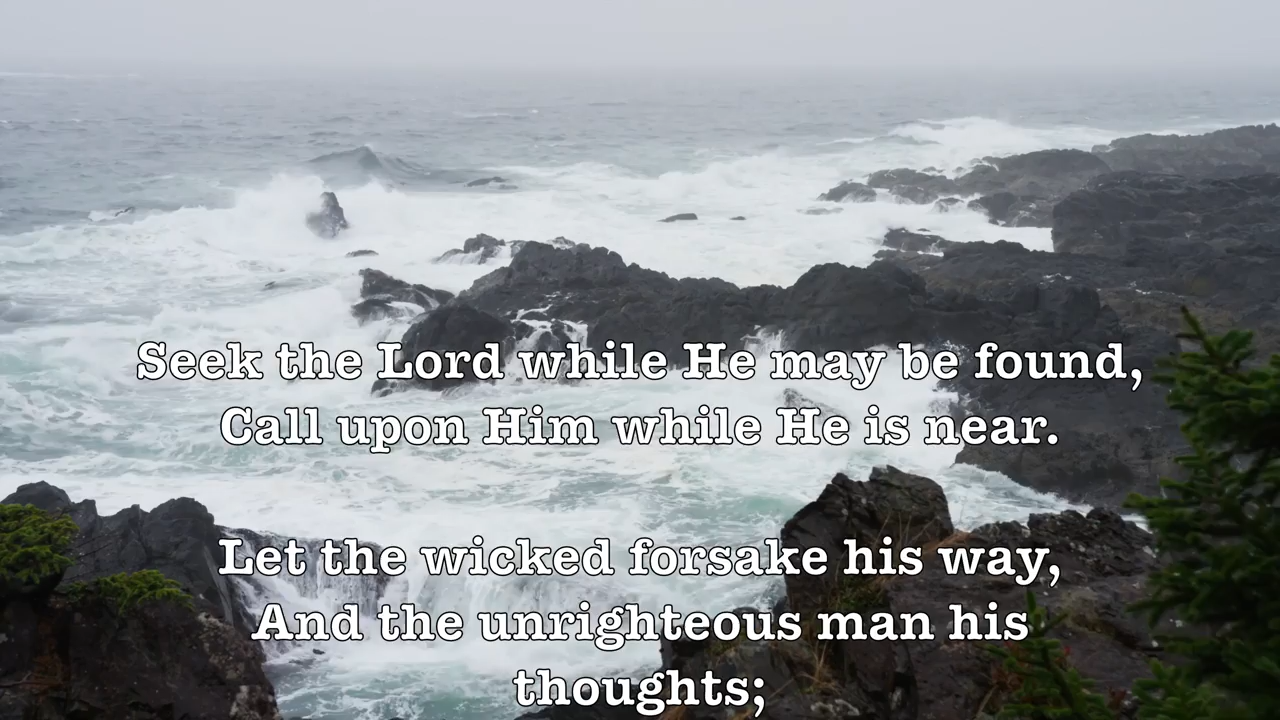 Seek the Lord while He may be found,
Call upon Him while He is near.
Let the wicked forsake his way,
And the unrighteous man his
thoughts;